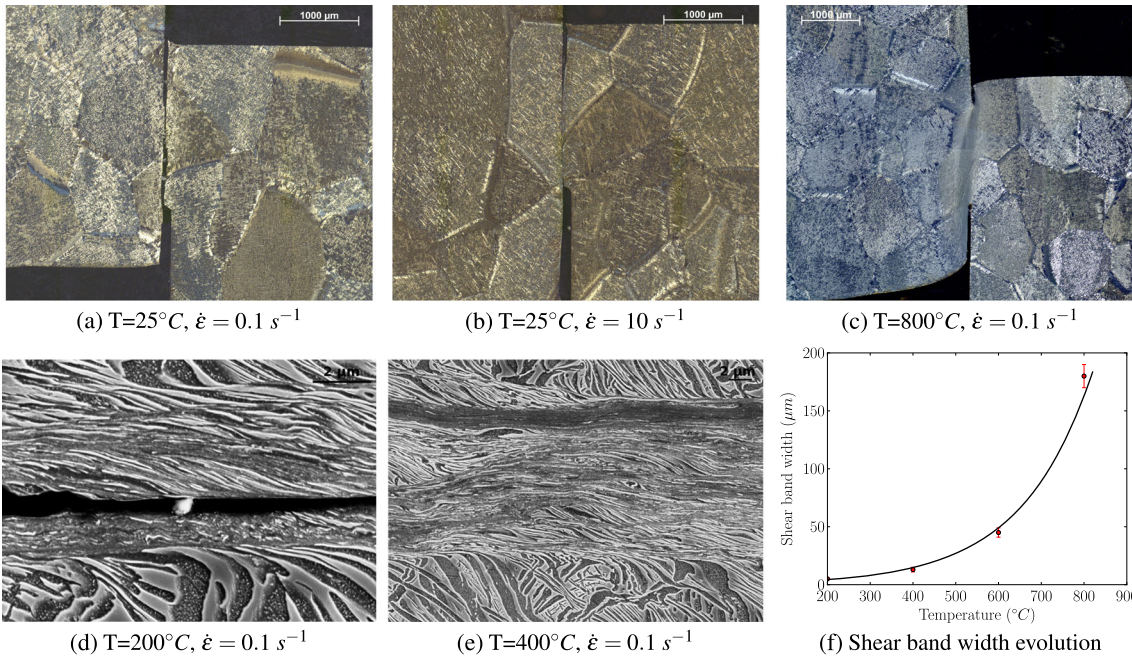 1000 µm
1000 µm
1000 µm
(a) T=25°C, ε̇ = 0.1 s⁻¹
(b) T=25°C, ε̇ = 10 s⁻¹
(c) T=800°C, ε̇ = 0.1 s⁻¹
2 µm
2 µm
200
150
100
50
0
Shear band width (µm)
200 300 400 500 600 700 800 900
Temperature (°C)
(d) T=200°C, ε̇ = 0.1 s⁻¹
(e) T=400°C, ε̇ = 0.1 s⁻¹
(f) Shear band width evolution